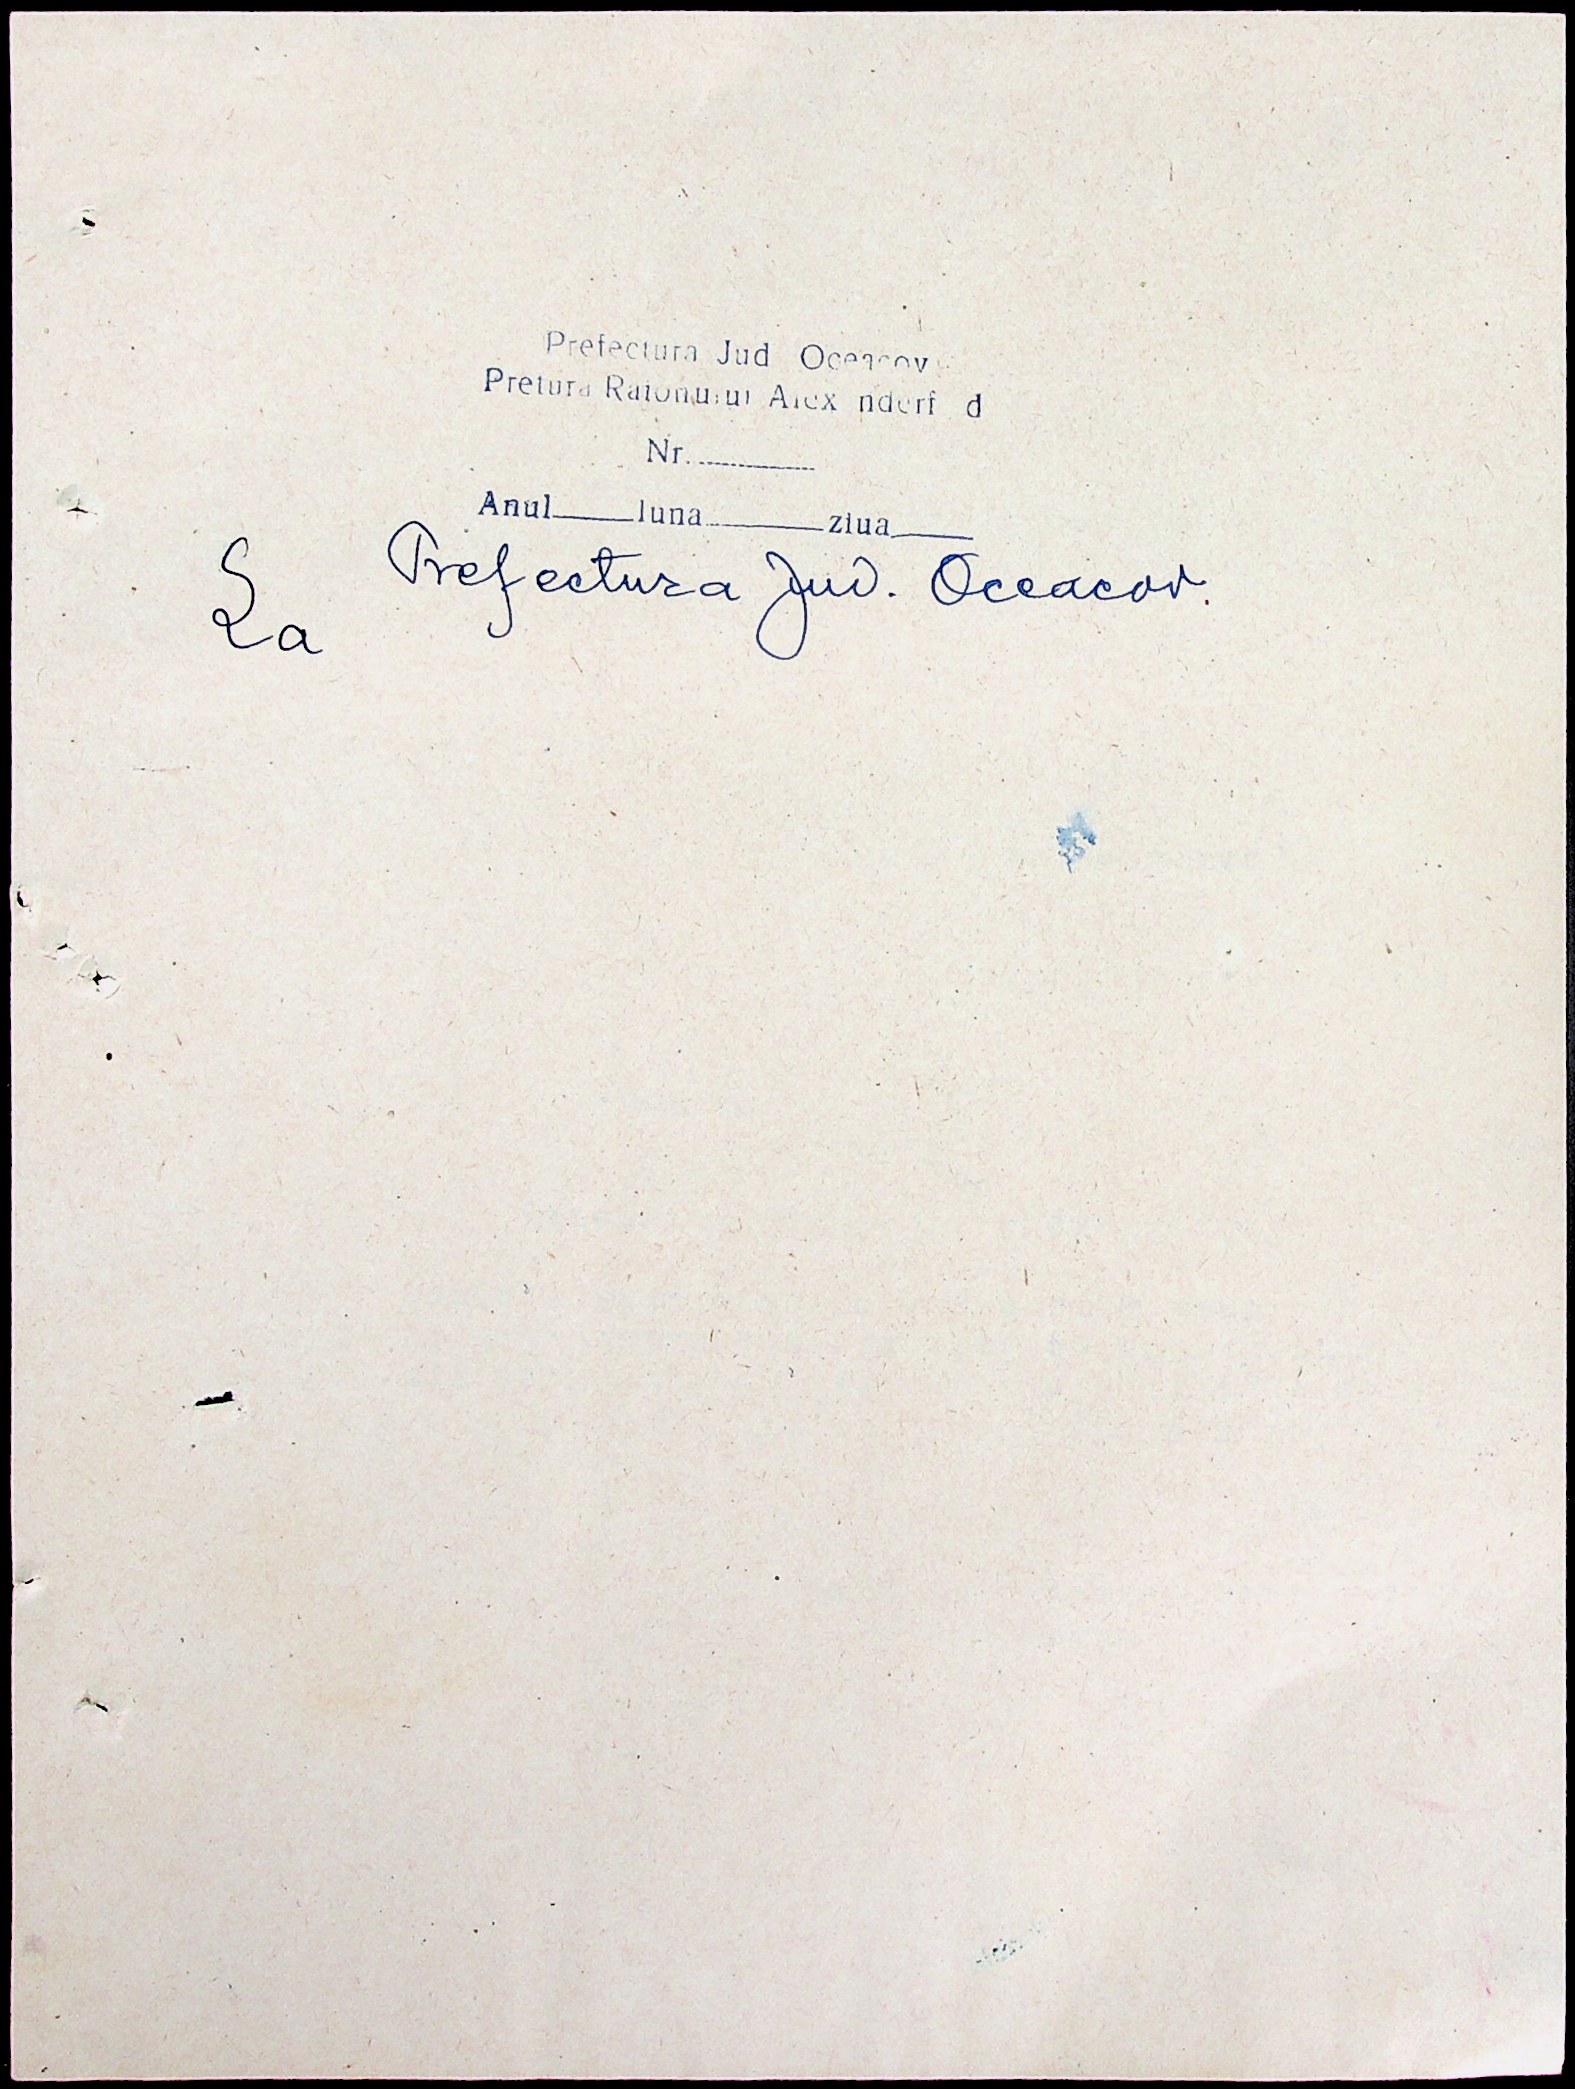 Prefectura Jud Oceacov
Pretura Raionului Alex nderf d
Nr.
Anul luna ziua
La Prefectura Jud. Oceacov.